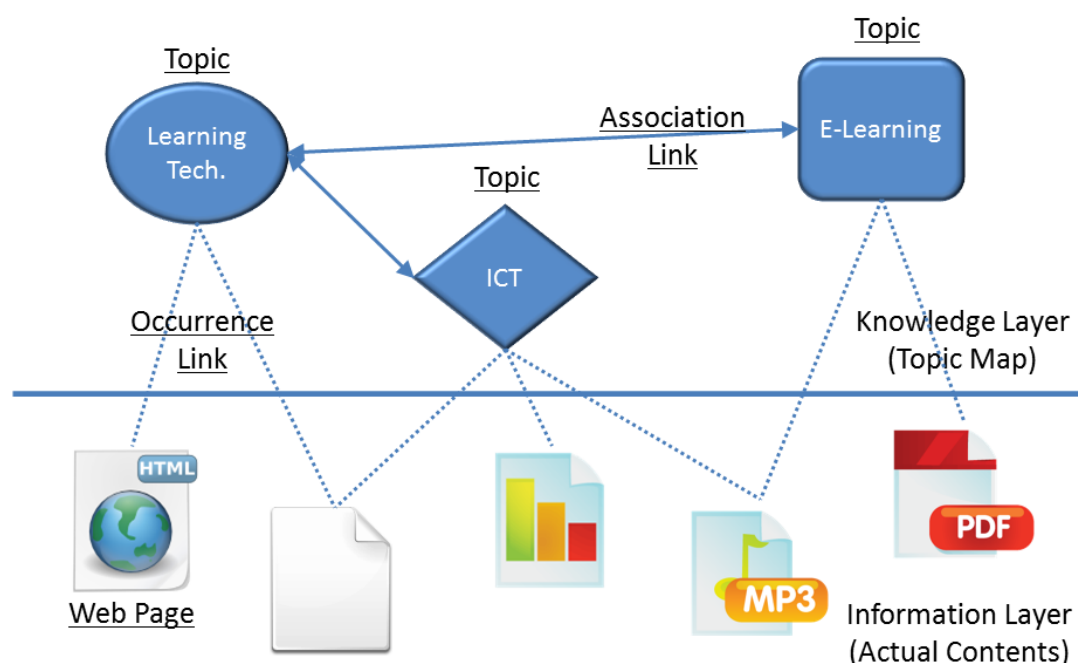 Topic
Topic
Learning
Tech.
Association
Link
E-Learning
Topic
ICT
Occurrence
Link
Knowledge Layer
(Topic Map)
HTML
PDF
MP3
Web Page
Information Layer
(Actual Contents)